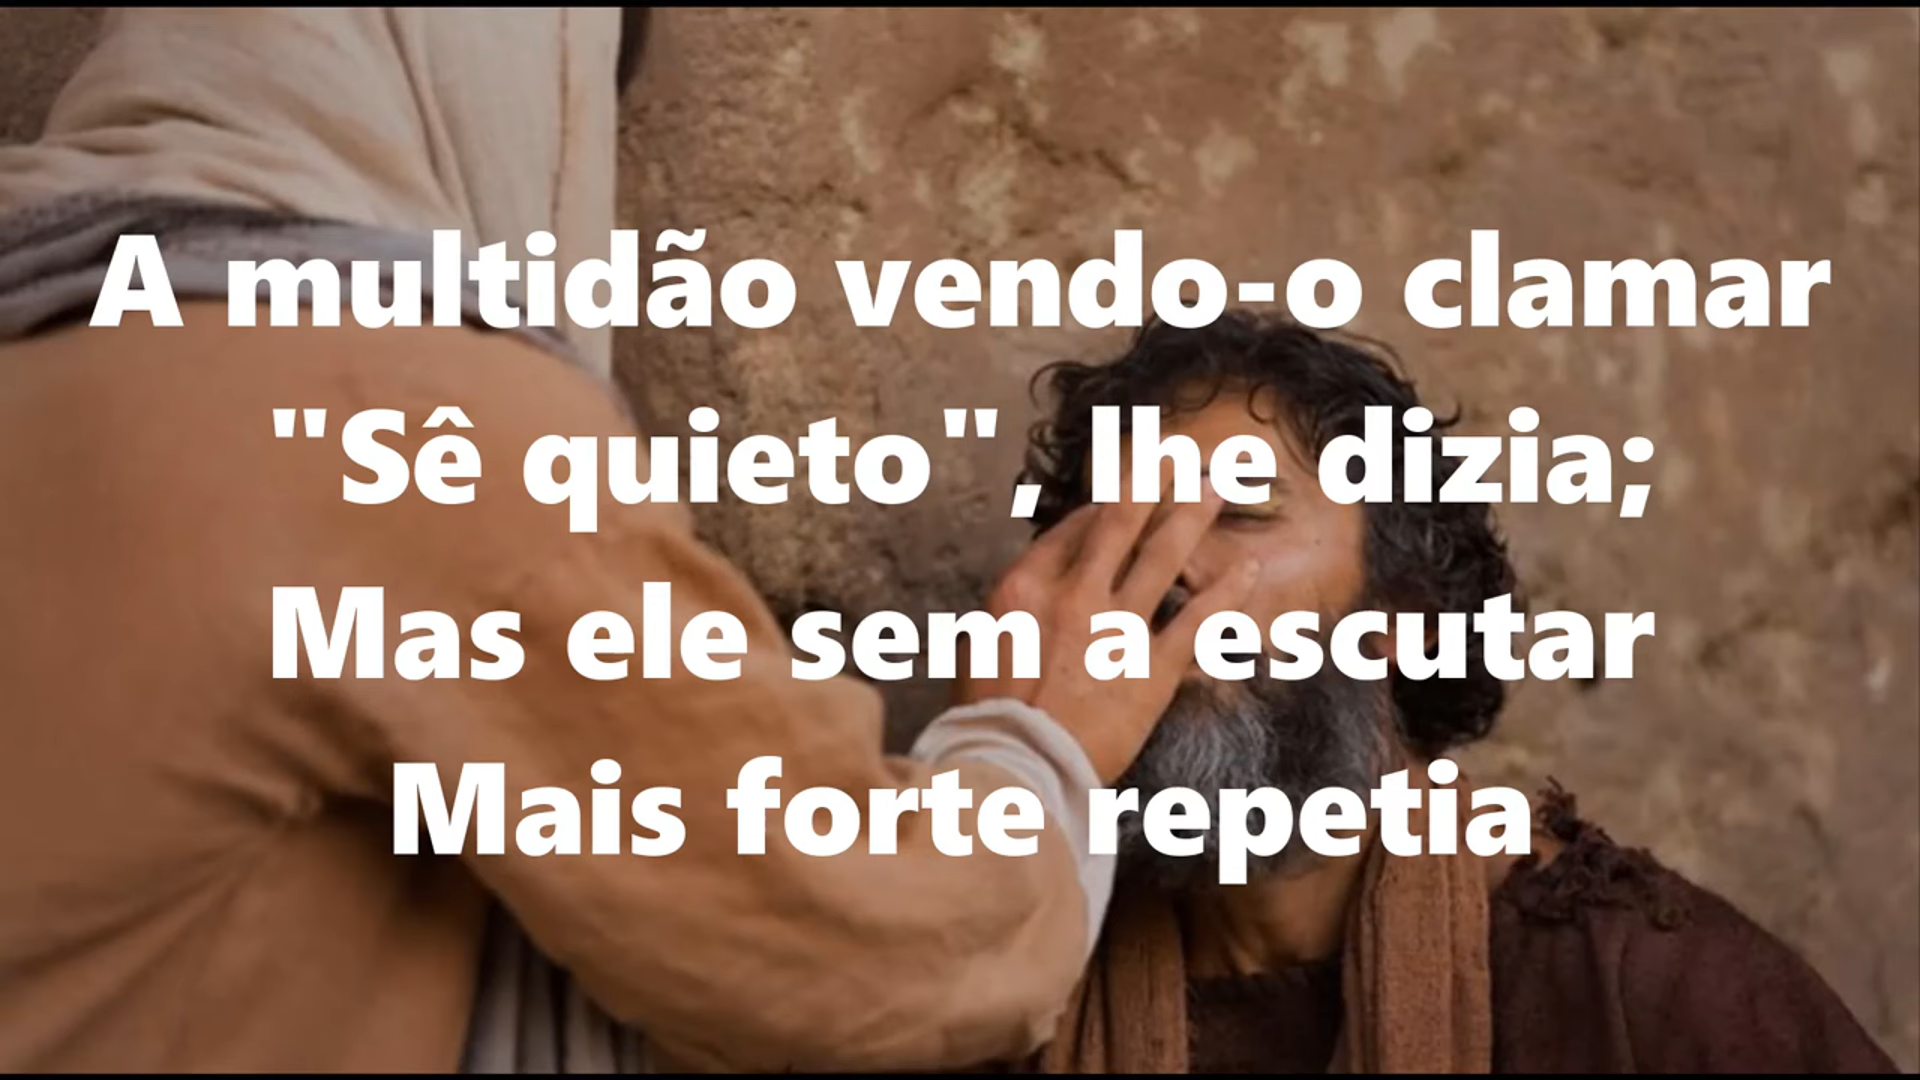 A multidão vendo-o clamar
"Sê quieto", lhe dizia;
Mas ele sem a escutar
Mais forte repetia